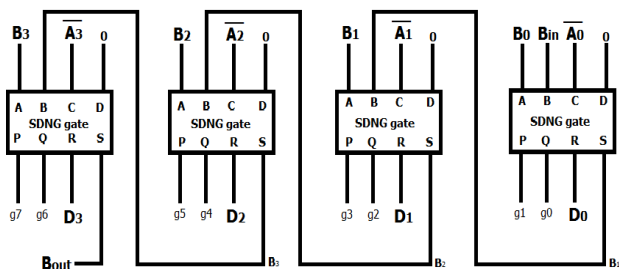 B3 A3 0 B2 A2 0 B1 A1 0 B0 Bin A0 0
A B C D A B C D A B C D A B C D
SDNG gate SDNG gate SDNG gate SDNG gate
P Q R S P Q R S P Q R S P Q R S
g7 g6 D3 g5 g4 D2 g3 g2 D1 g1 g0 D0
Bout B3 B2 B1